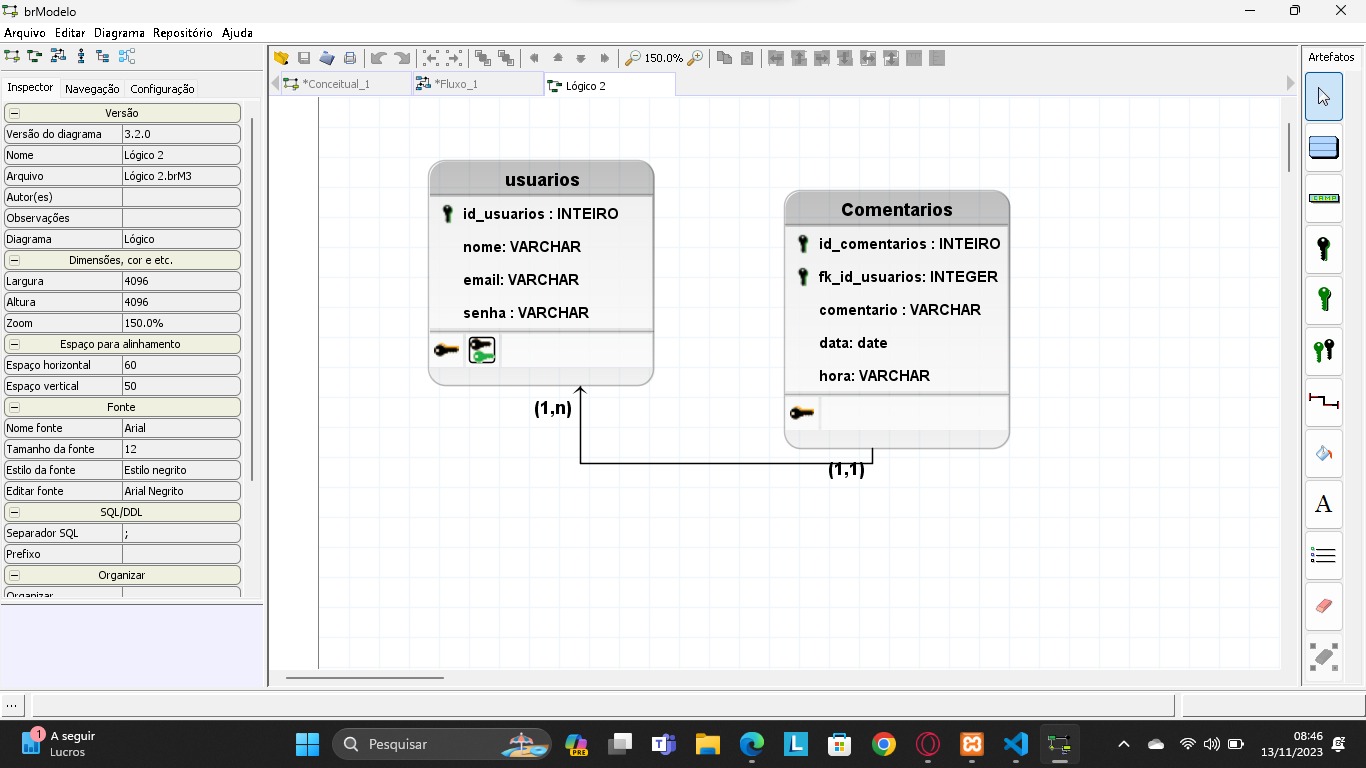 brModelo
Arquivo Editar Diagrama Repositório Ajuda
150.0%
Artefatos
Inspector Navegação Configuração
*Conceitual_1 *Fluxo_1 Lógico 2
Versão
Versão do diagrama 3.2.0
Nome Lógico 2
Arquivo Lógico 2.brM3
Autor(es)
Observações
Diagrama Lógico
Dimensões, cor e etc.
Largura 4096
Altura 4096
Zoom 150.0%
Espaço para alinhamento
Espaço horizontal 60
Espaço vertical 50
Fonte
Nome fonte Arial
Tamanho da fonte 12
Estilo da fonte Estilo negrito
Editar fonte Arial Negrito
SQL/DDL
Separador SQL ;
Prefixo
Organizar
Organizar
usuarios
id_usuarios : INTEIRO
nome: VARCHAR
email: VARCHAR
senha : VARCHAR
(1,n)
Comentarios
id_comentarios : INTEIRO
fk_id_usuarios: INTEGER
comentario : VARCHAR
data: date
hora: VARCHAR
(1,1)
CAMP
A
...
1
A seguir
Lucros
Pesquisar
PRE
L
08:46
13/11/2023